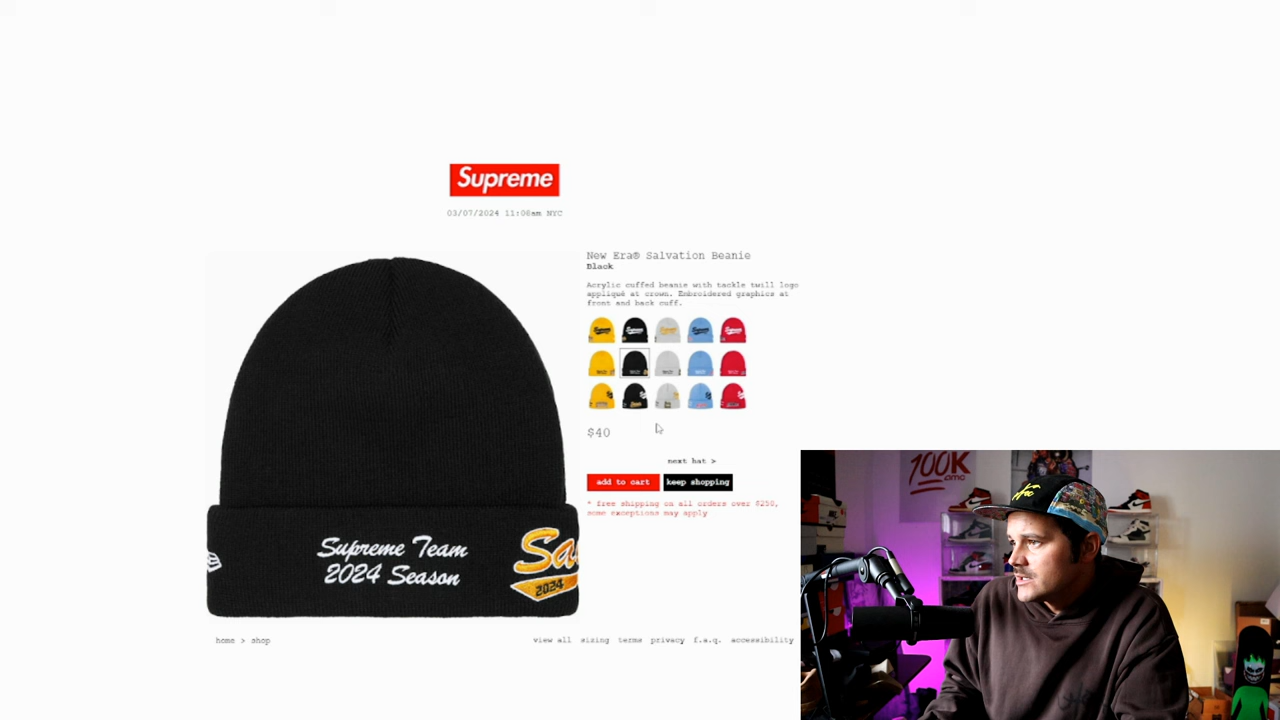 Supreme
03/07/2024 11:08am NYC
New Era® Salvation Beanie
Black
Acrylic cuffed beanie with tackle twill logo
appliqué at crown. Embroidered graphics at
front and back cuff.
$40
next hat >
add to cart keep shopping
* free shipping on all orders over $250,
some exceptions may apply
Supreme Team
2024 Season
Sa
2024
home > shop
view all sizing terms privacy f.a.q. accessibility
100K